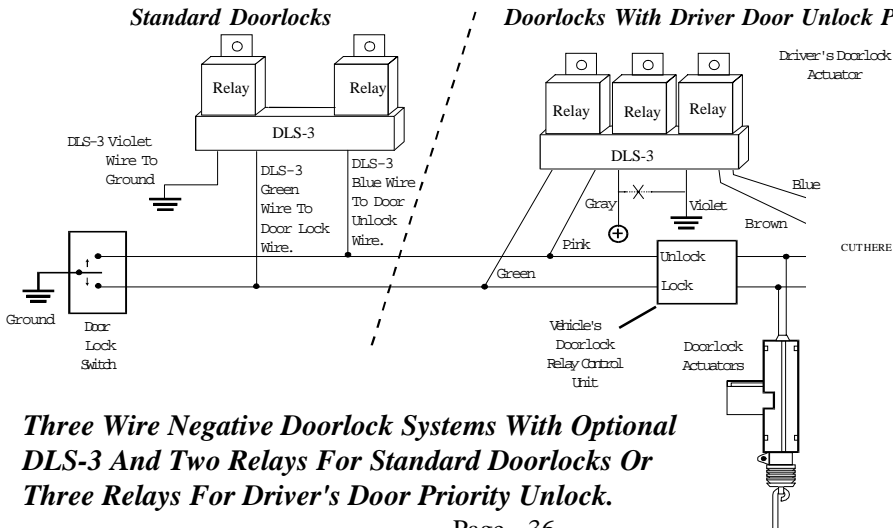 Standard Doorlocks
Doorlocks With Driver Door Unlock P
Relay
Relay
DLS-3
DLS-3 Violet
Wire To
Ground
DLS-3
Green
Wire To
Door Lock
Wire.
DLS-3
Blue Wire
To Door
Unlock
Wire.
Relay
Relay
Relay
DLS-3
Driver's Doorlock
Actuator
Gray
X
Violet
Blue
Brown
Pink
Green
Unlock
Lock
CUT HERE
Ground
Door
Lock
Switch
Vehicle's
Doorlock
Relay Control
Unit
Doorlock
Actuators
Three Wire Negative Doorlock Systems With Optional
DLS-3 And Two Relays For Standard Doorlocks Or
Three Relays For Driver's Door Priority Unlock.
Page - 36